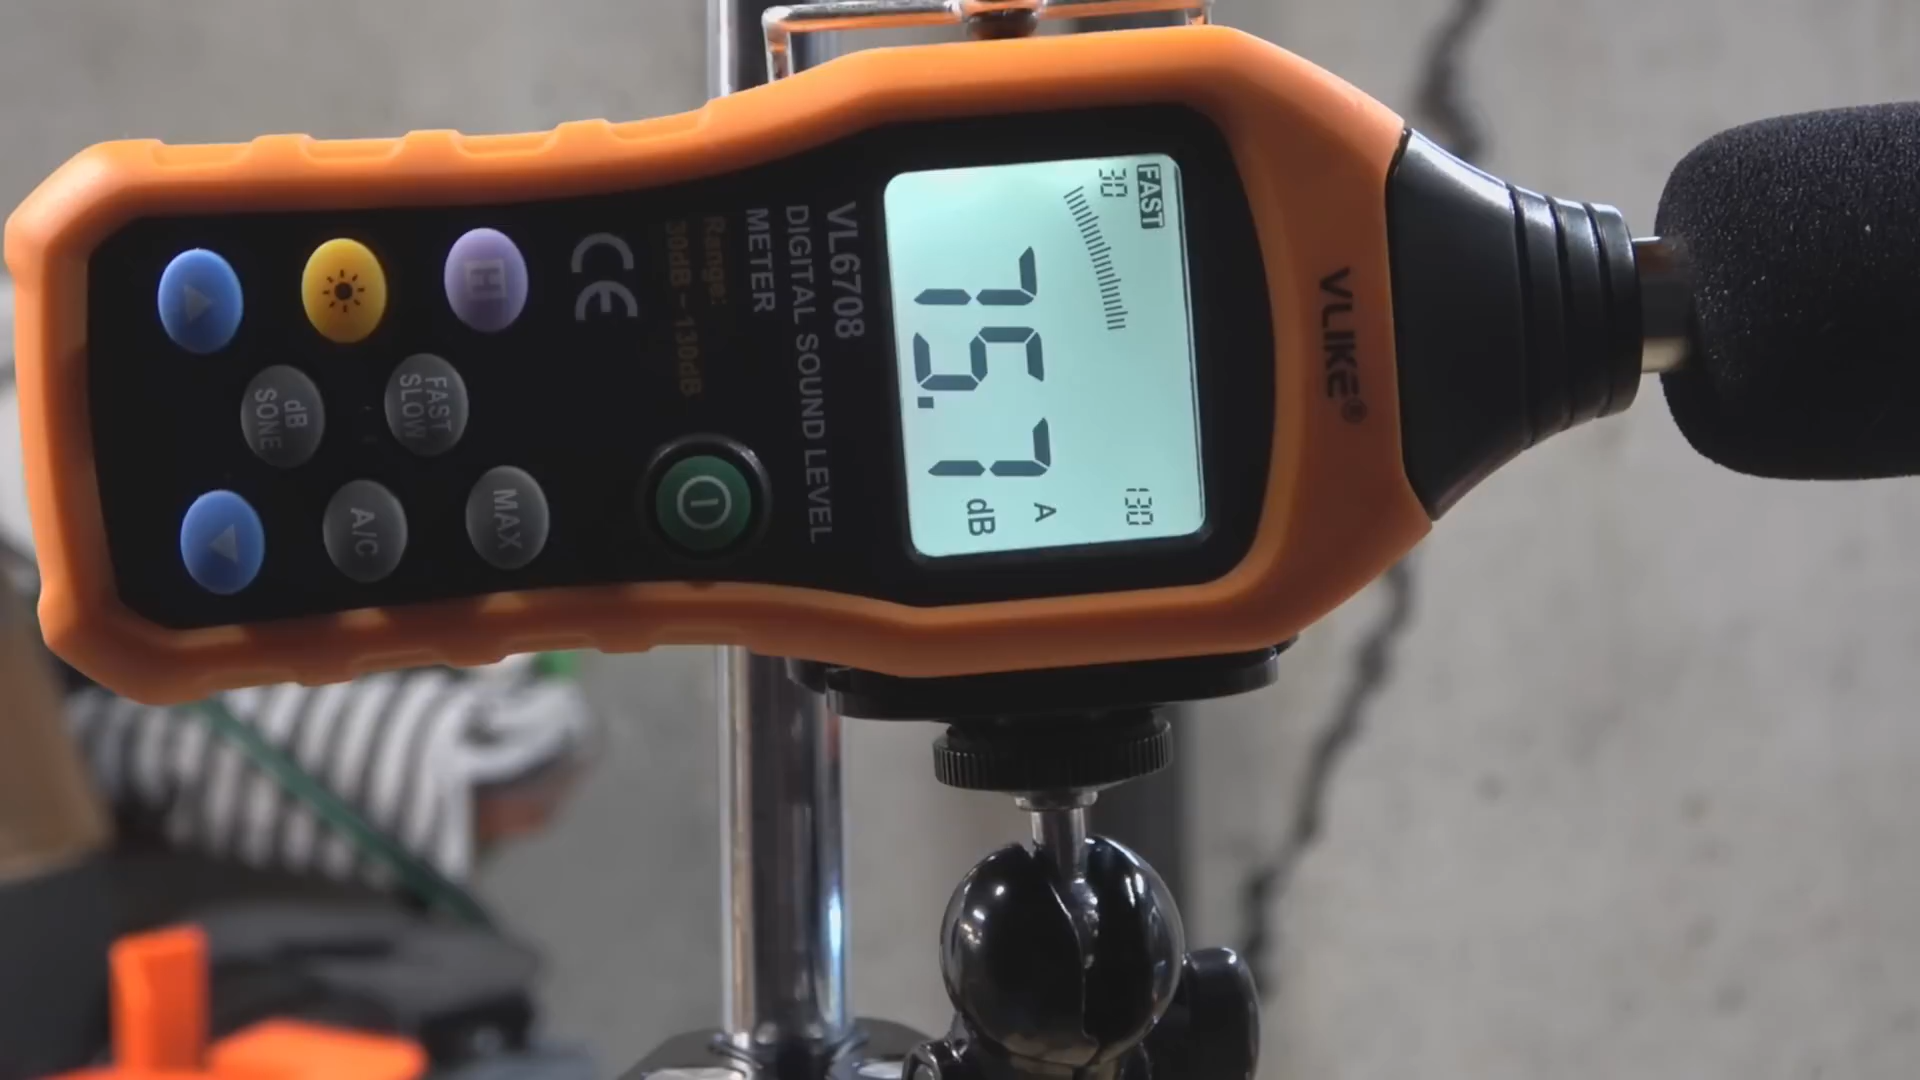 VLIKE®
FAST
30 130
75.7 A dB
VL6708
DIGITAL SOUND LEVEL
METER
Range:
30dB ~ 130dB
CE
H
MAX
FAST
SLOW
A/C
dB
SONE